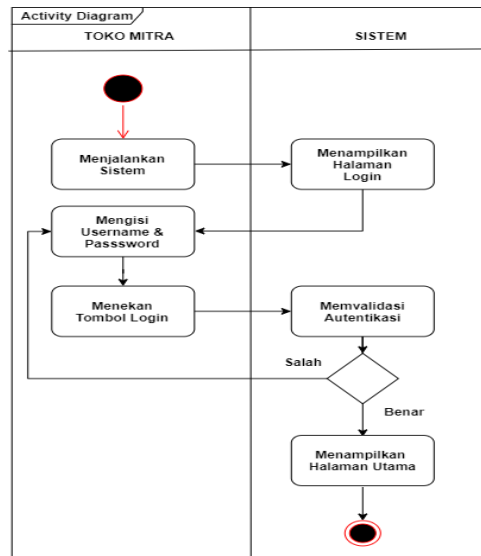 Activity Diagram
TOKO MITRA
SISTEM
Menjalankan
Sistem
Menampilkan
Halaman
Login
Mengisi
Username &
Passsword
Menekan
Tombol Login
Memvalidasi
Autentikasi
Salah
Benar
Menampilkan
Halaman Utama